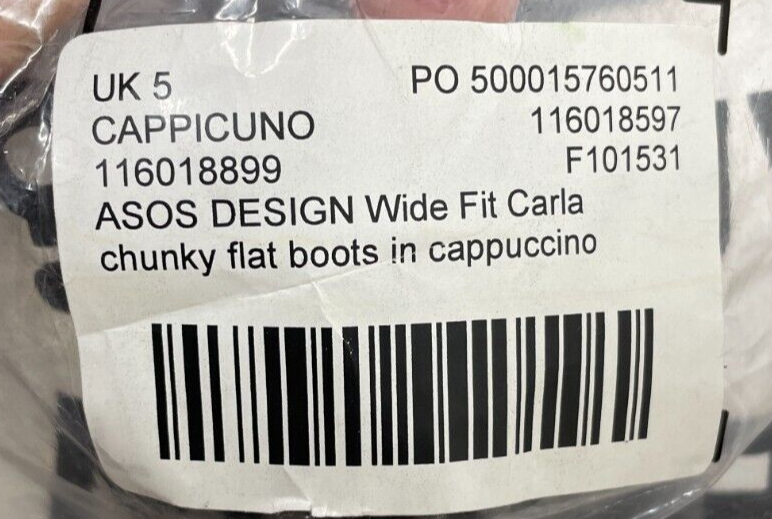 UK 5 PO 500015760511
CAPPICUNO 116018597
116018899 F101531
ASOS DESIGN Wide Fit Carla
chunky flat boots in cappuccino